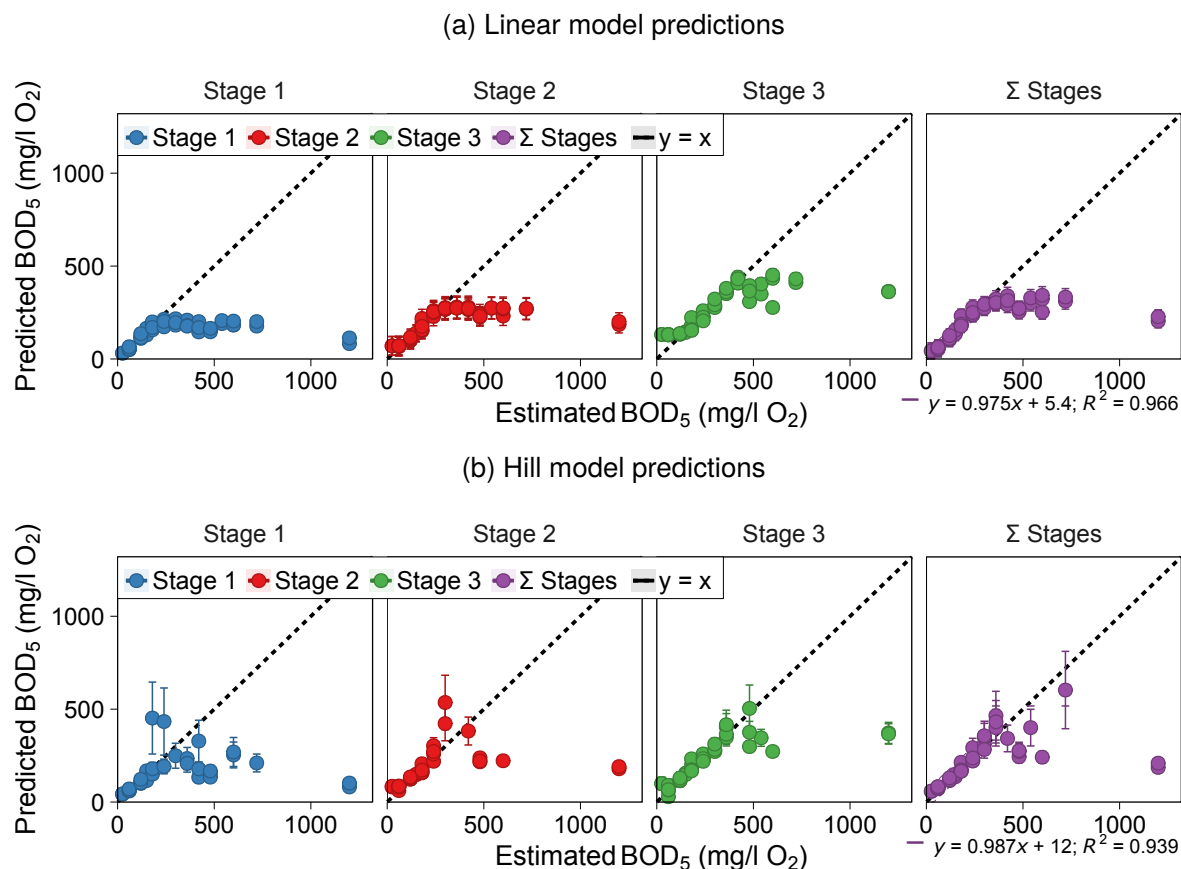 (a) Linear model predictions
Stage 1 Stage 2 Stage 3 Σ Stages
Stage 1 Stage 2 Stage 3 Σ Stages y = x
Predicted BOD₅ (mg/l O₂)
1000
500
0
0 500 1000 0 500 1000 0 500 1000 0 500 1000
Estimated BOD₅ (mg/l O₂)
y = 0.975x + 5.4; R² = 0.966
(b) Hill model predictions
Stage 1 Stage 2 Stage 3 Σ Stages
Stage 1 Stage 2 Stage 3 Σ Stages y = x
Predicted BOD₅ (mg/l O₂)
1000
500
0
0 500 1000 0 500 1000 0 500 1000 0 500 1000
Estimated BOD₅ (mg/l O₂)
y = 0.987x + 12; R² = 0.939